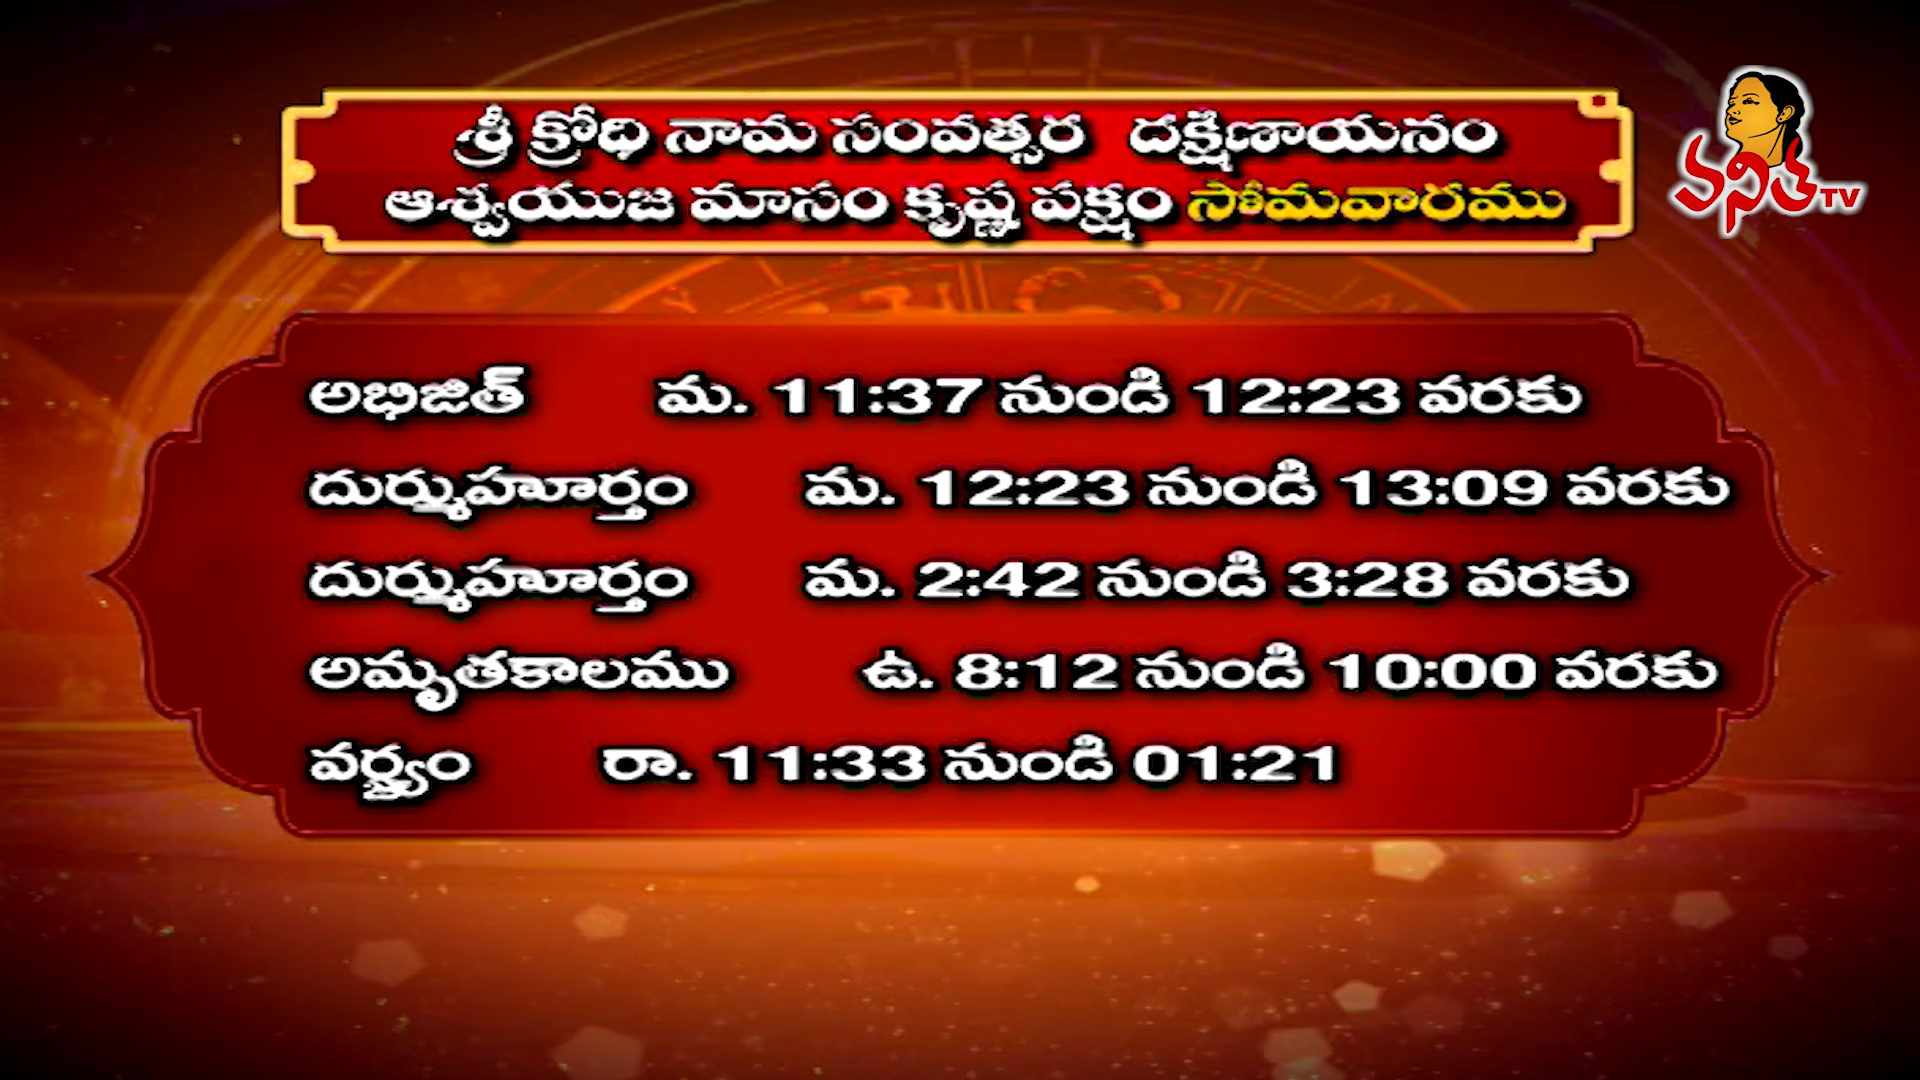 శ్రీ క్రోధి నామ సంవత్సర దక్షిణాయనం
ఆశ్వయుజ మాసం కృష్ణ పక్షం సోమవారము
వనిత TV
అభిజిత్ మ. 11:37 నుండి 12:23 వరకు
దుర్ముహూర్తం మ. 12:23 నుండి 13:09 వరకు
దుర్ముహూర్తం మ. 2:42 నుండి 3:28 వరకు
అమృతకాలము ఉ. 8:12 నుండి 10:00 వరకు
వర్జ్యం రా. 11:33 నుండి 01:21